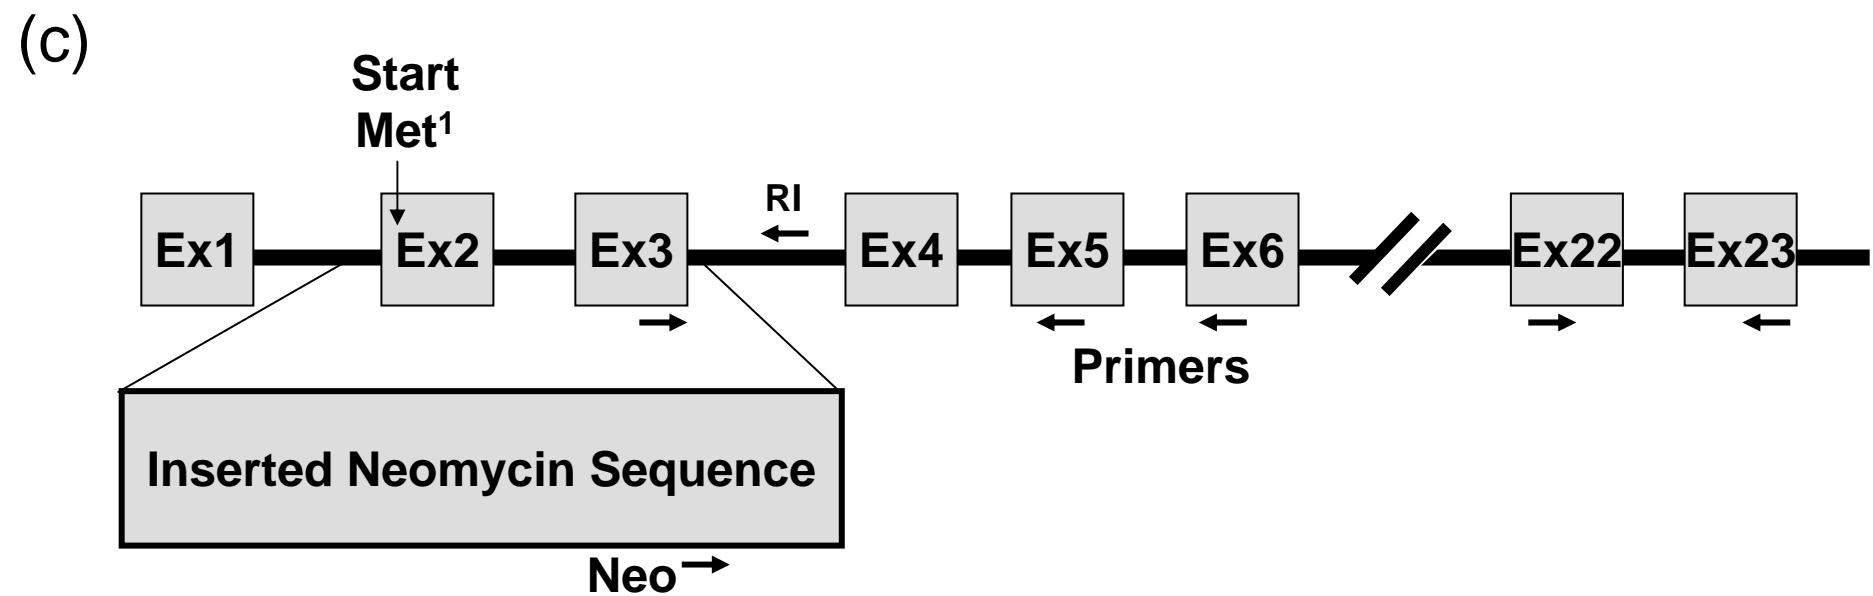 (c)
Start
Met¹
RI
Ex1 Ex2 Ex3 Ex4 Ex5 Ex6 Ex22 Ex23
Primers
Inserted Neomycin Sequence
Neo